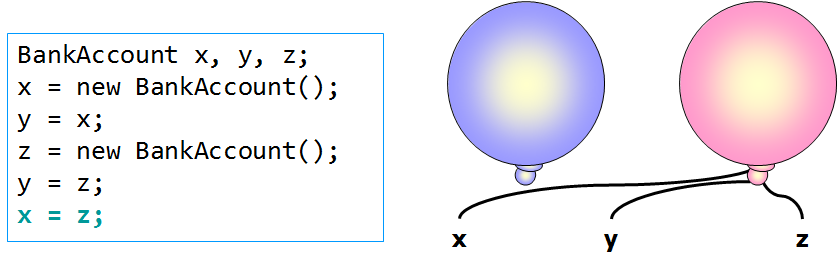 BankAccount x, y, z;
x = new BankAccount();
y = x;
z = new BankAccount();
y = z;
x = z;
x y z